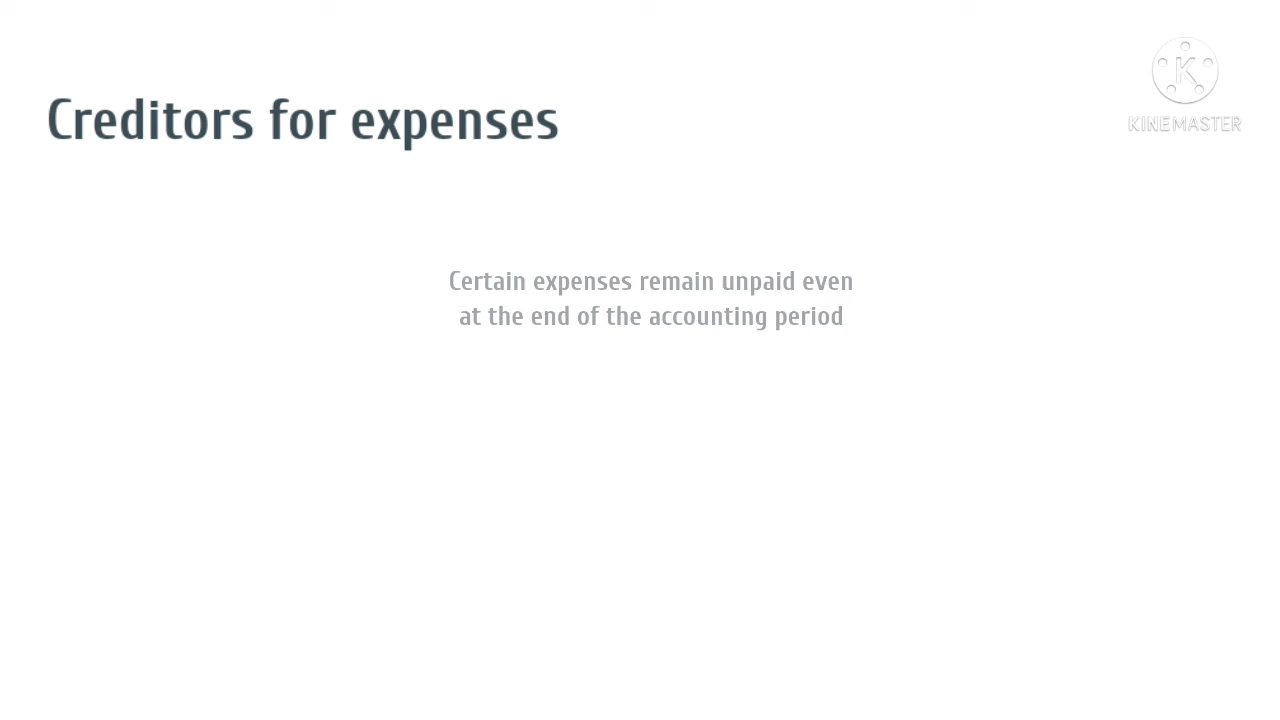 Creditors for expenses
KINEMASTER
Certain expenses remain unpaid even
at the end of the accounting period